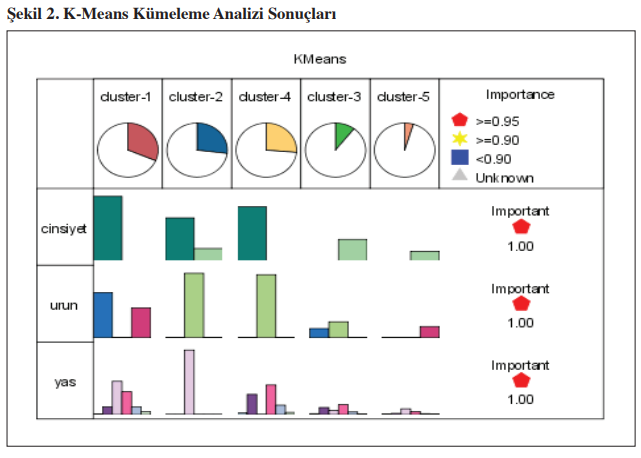 Şekil 2. K-Means Kümeleme Analizi Sonuçları
KMeans
cluster-1 cluster-2 cluster-4 cluster-3 cluster-5 Importance
>=0.95
>=0.90
<0.90
Unknown
cinsiyet
Important
1.00
urun
Important
1.00
yas
Important
1.00